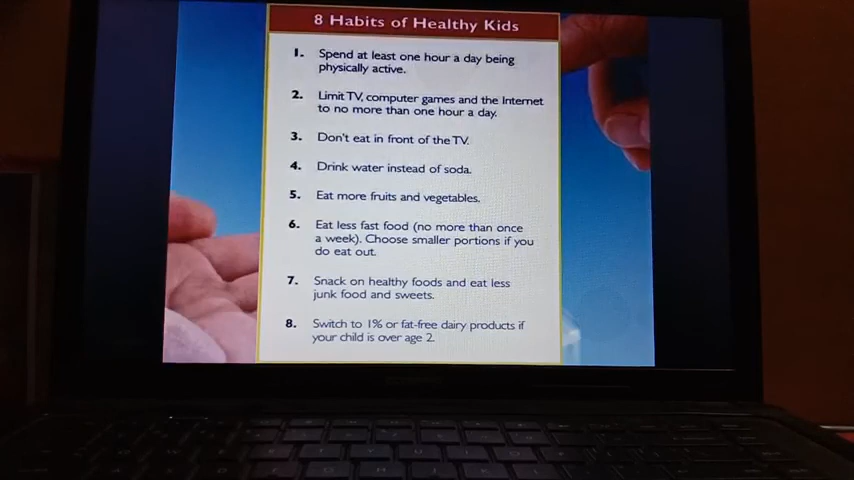 8 Habits of Healthy Kids
1. Spend at least one hour a day being
physically active.
2. Limit TV, computer games and the Internet
to no more than one hour a day.
3. Don't eat in front of the TV.
4. Drink water instead of soda.
5. Eat more fruits and vegetables.
6. Eat less fast food (no more than once
a week). Choose smaller portions if you
do eat out.
7. Snack on healthy foods and eat less
junk food and sweets.
8. Switch to 1% or fat-free dairy products if
your child is over age 2.